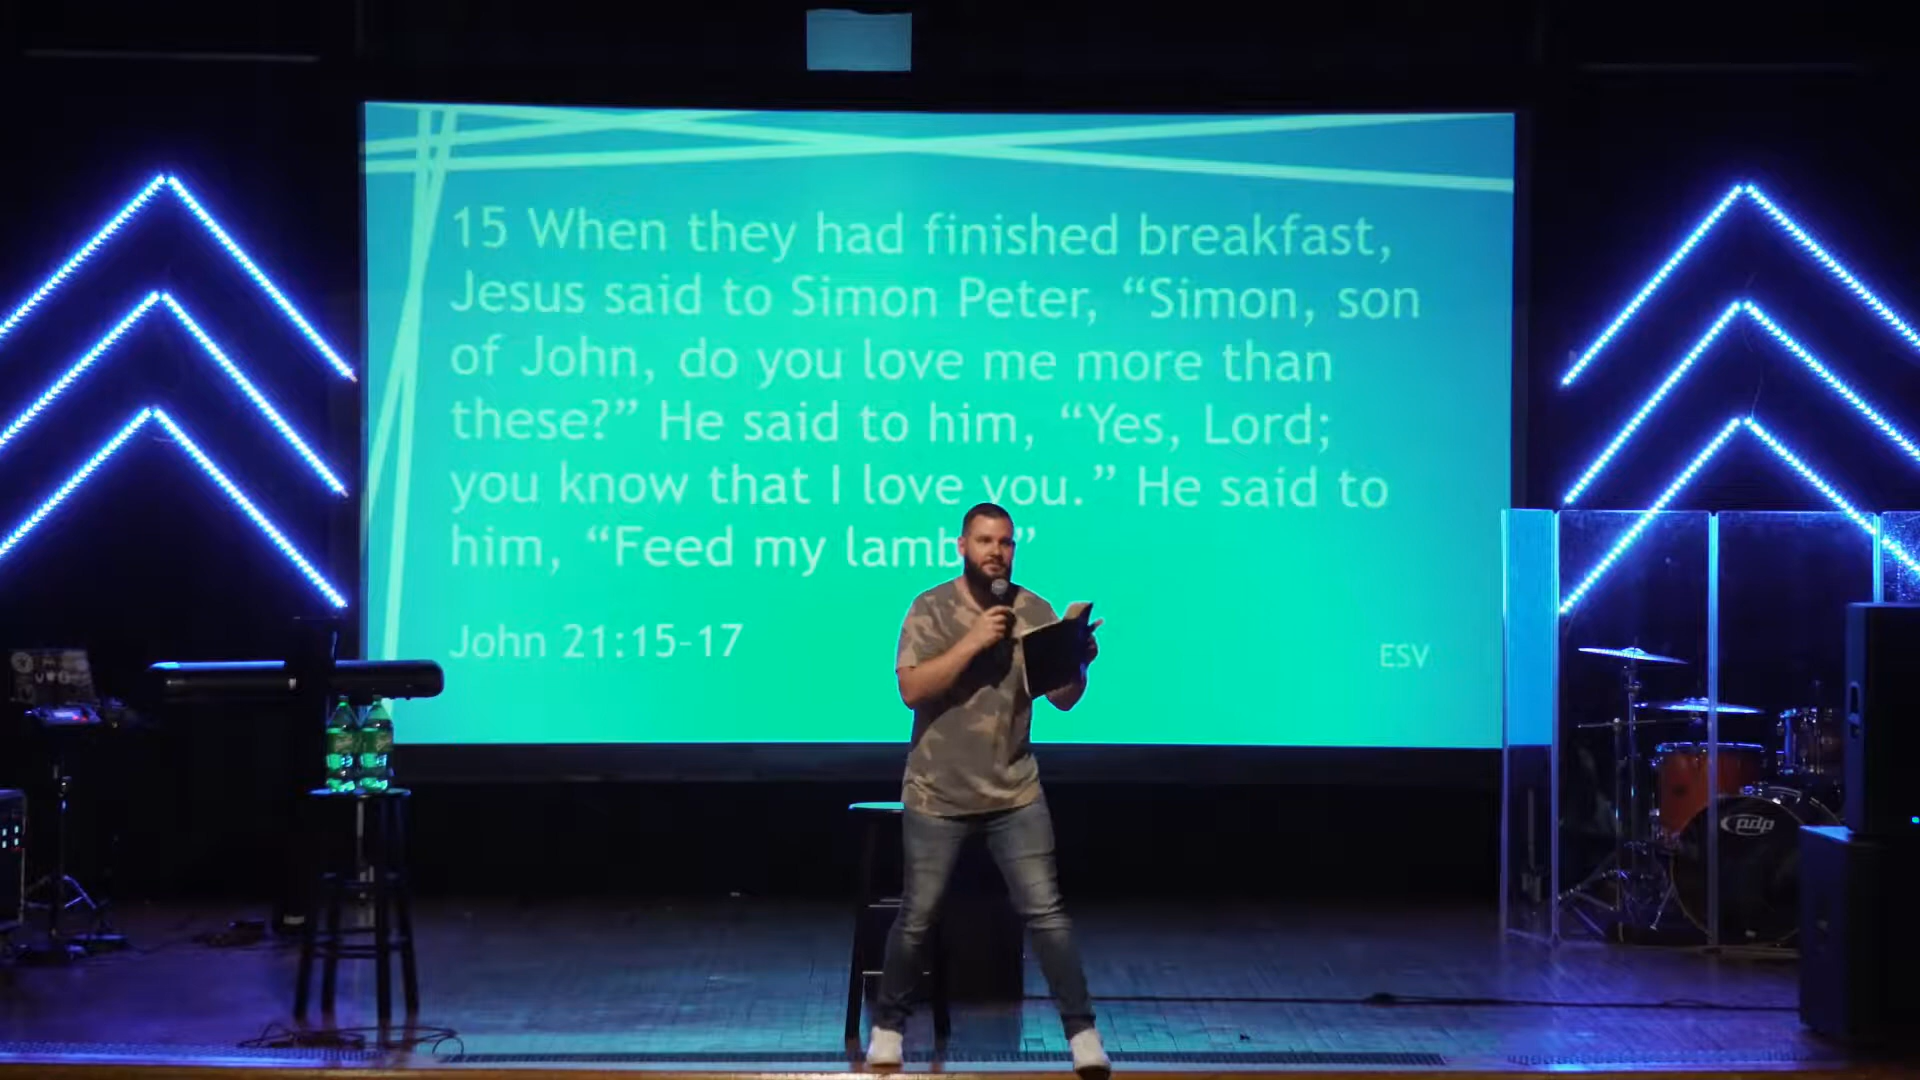 15 When they had finished breakfast,
Jesus said to Simon Peter, “Simon, son
of John, do you love me more than
these?” He said to him, “Yes, Lord;
you know that I love you.” He said to
him, “Feed my lamb ”
John 21:15-17
ESV
pdp